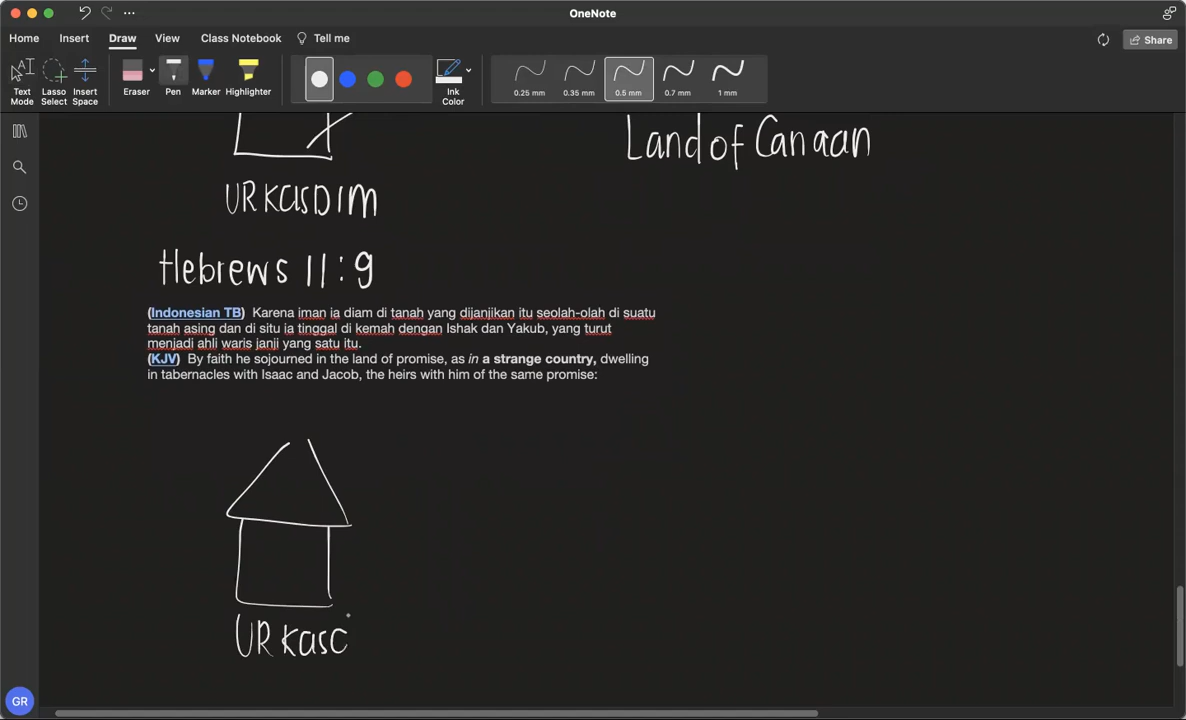 OneNote
Home Insert Draw View Class Notebook Tell me
Share
Text Mode
Lasso Select
Insert Space
Eraser
Pen
Marker
Highlighter
Ink Color
0.25 mm
0.35 mm
0.5 mm
0.7 mm
1 mm
Land of Canaan
URKasDIM
Hebrews 11:9
(Indonesian TB) Karena iman ia diam di tanah yang dijanjikan itu seolah-olah di suatu
tanah asing dan di situ ia tinggal di kemah dengan Ishak dan Yakub, yang turut
menjadi ahli waris janji yang satu itu.
(KJV) By faith he sojourned in the land of promise, as in a strange country, dwelling
in tabernacles with Isaac and Jacob, the heirs with him of the same promise:
URKasc
GR